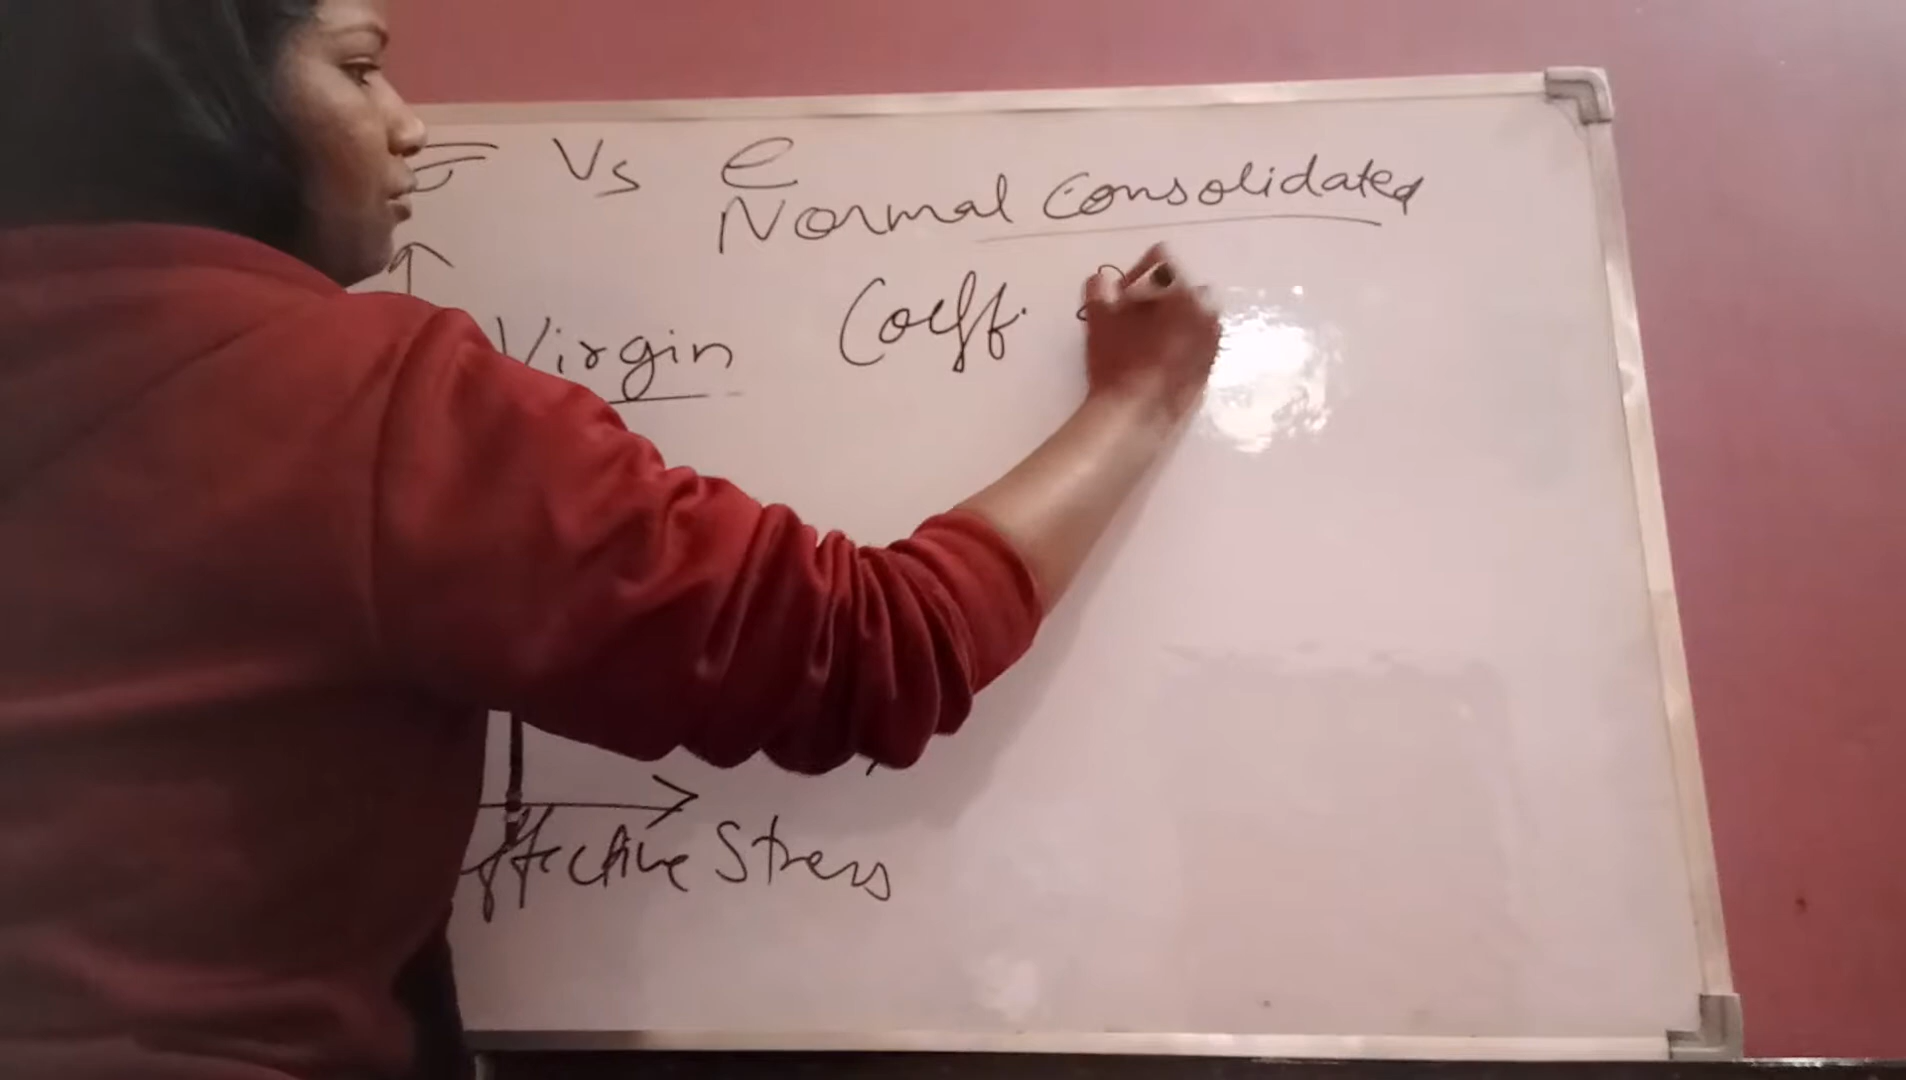 Vs e
Normal Consolidated
Virgin
Coeff.
Effective Stress